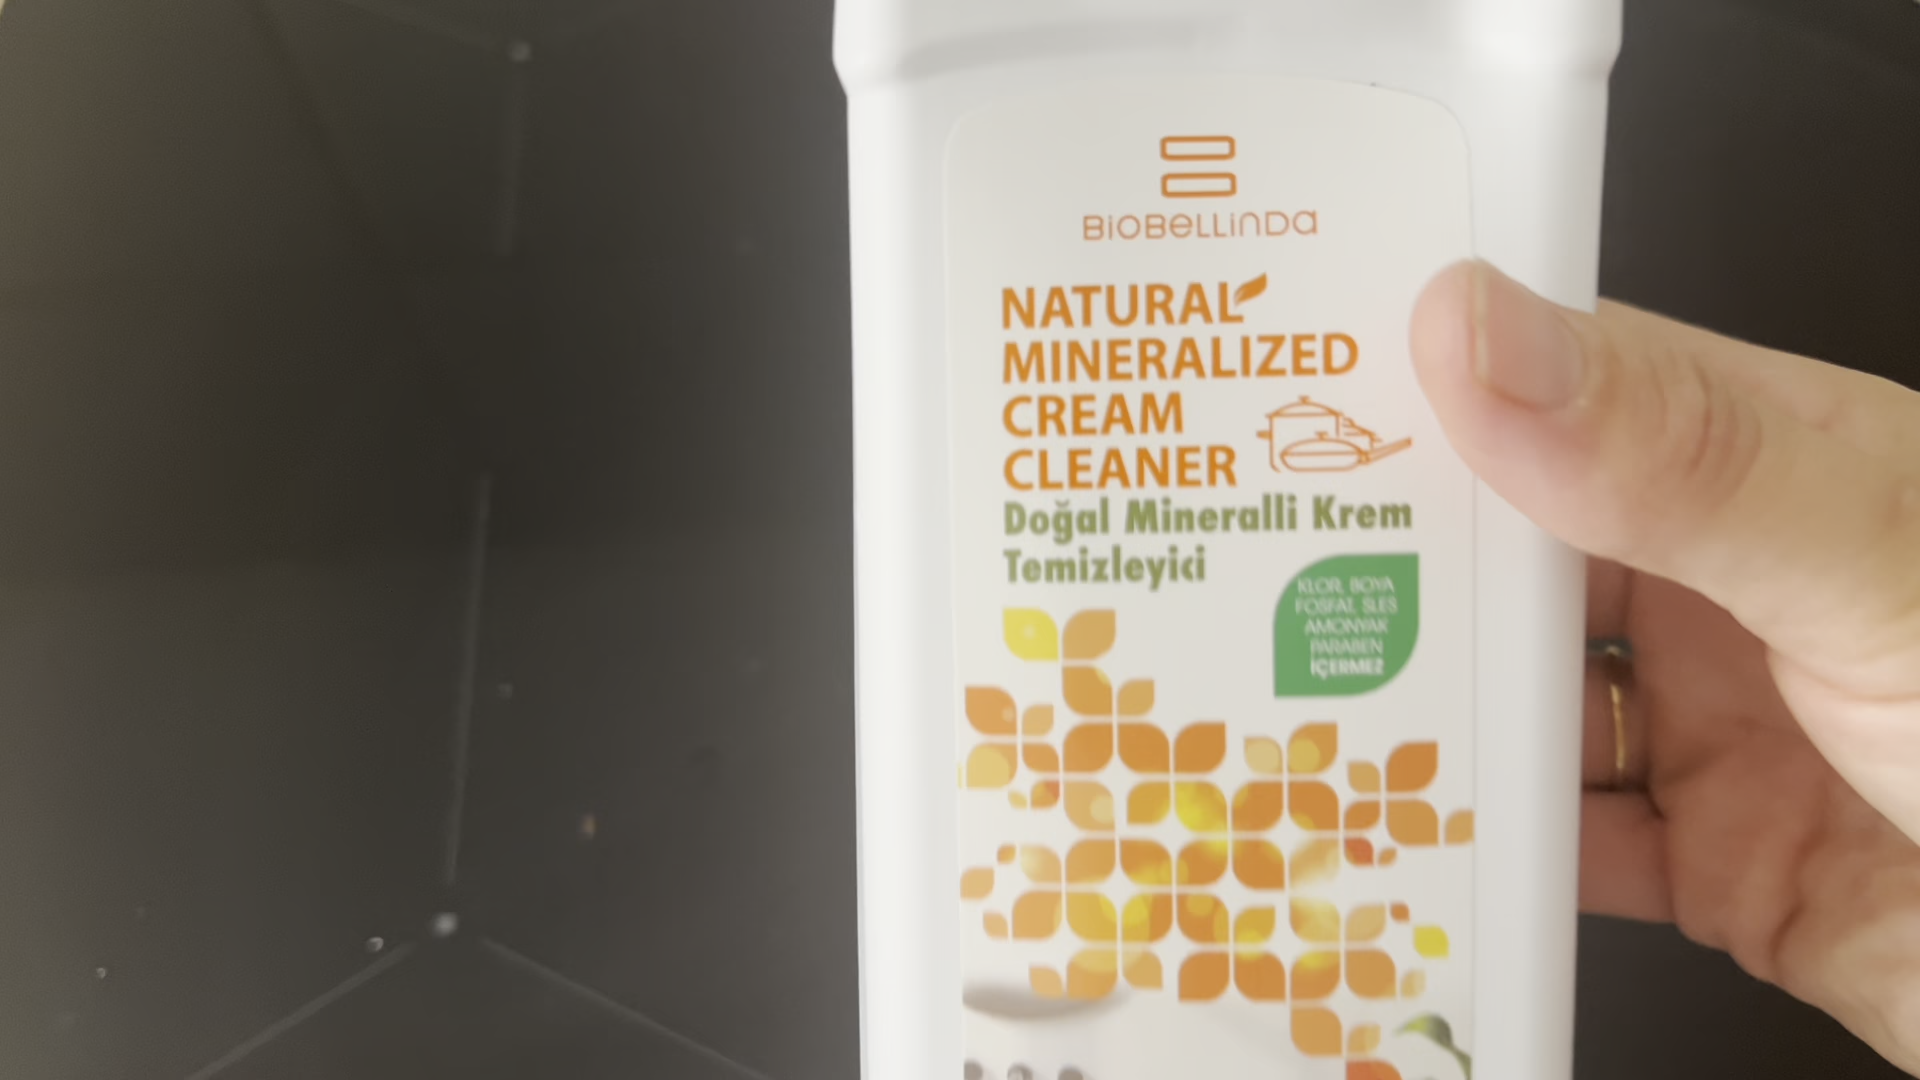 BIOBELLINDA
NATURAL
MINERALIZED
CREAM
CLEANER
Doğal Mineralli Krem
Temizleyici
KLOR, BOYA
FOSFAT, SLES
AMONYAK
PARABEN
İÇERMEZ